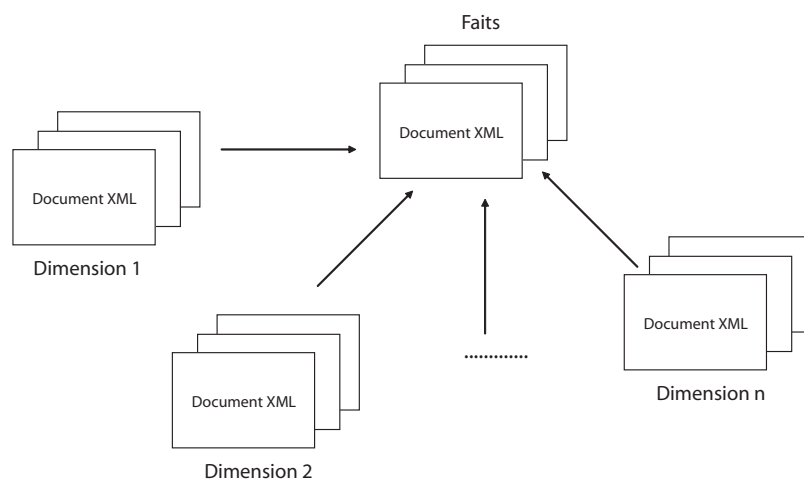 Faits
Document XML
Document XML
Dimension 1
Document XML
Dimension n
.............
Document XML
Dimension 2